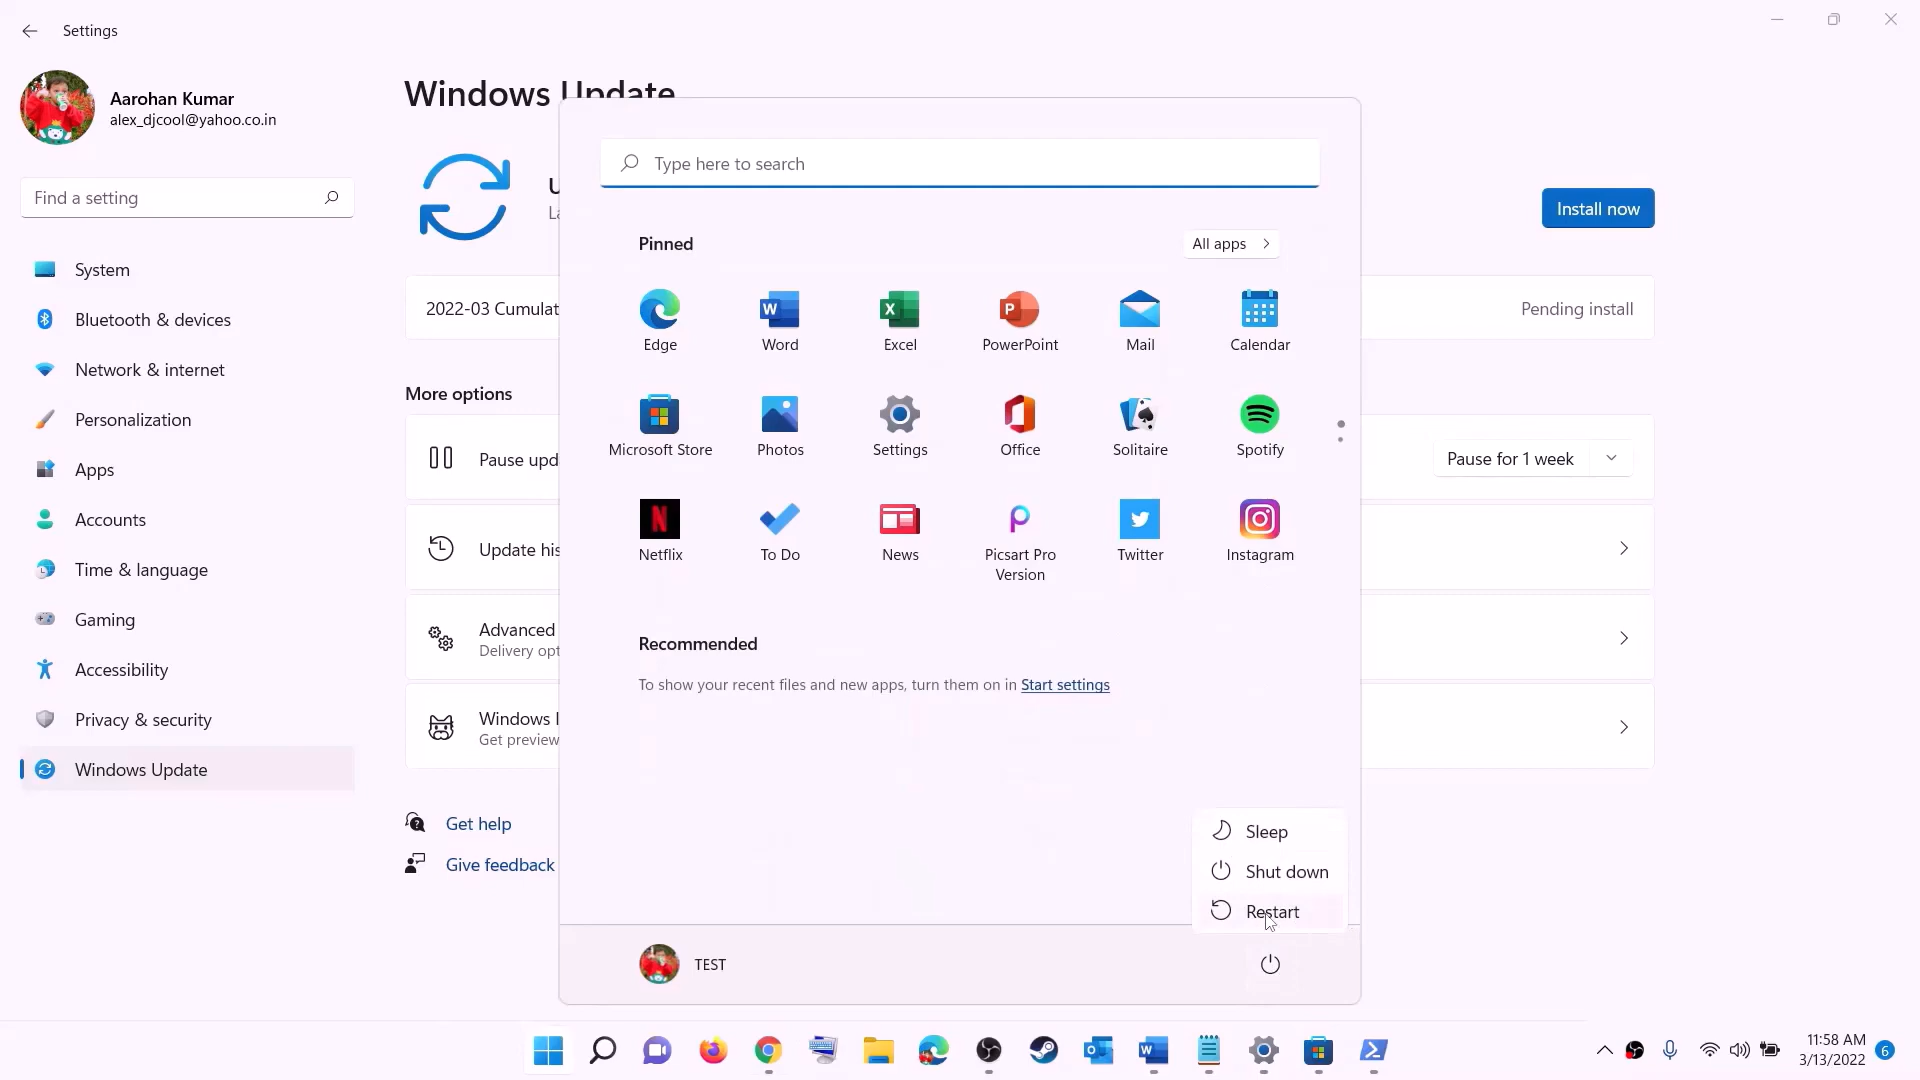 Settings
Aarohan Kumar
alex_djcool@yahoo.co.in
Find a setting
System
Bluetooth & devices
Network & internet
Personalization
Apps
Accounts
Time & language
Gaming
Accessibility
Privacy & security
Windows Update
Windows Update
Install now
2022-03 Cumulat
Pending install
More options
Pause upd
Pause for 1 week
Update his
Advanced
Delivery opt
Windows I
Get preview
Get help
Give feedback
Type here to search
Pinned
All apps
Edge
Word
Excel
PowerPoint
Mail
Calendar
Microsoft Store
Photos
Settings
Office
Solitaire
Spotify
Netflix
To Do
News
Picsart Pro
Version
Twitter
Instagram
Recommended
To show your recent files and new apps, turn them on in Start settings
Sleep
Shut down
Restart
TEST
11:58 AM
3/13/2022
6